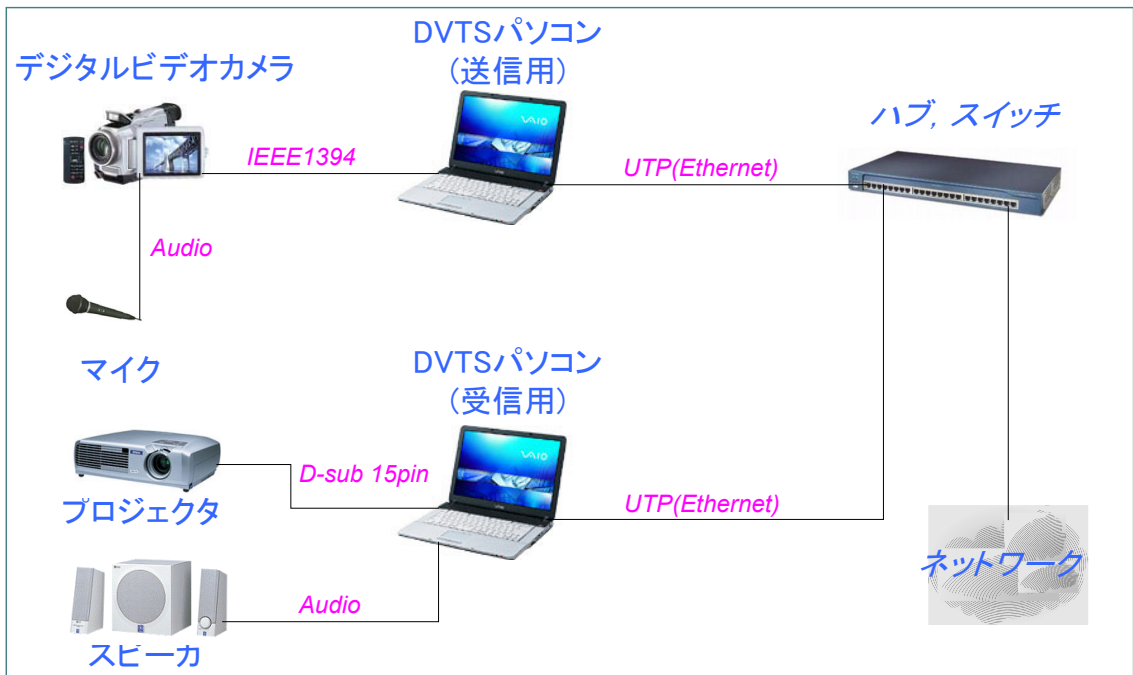 DVTSパソコン
(送信用)
デジタルビデオカメラ
ハブ, スイッチ
IEEE1394
UTP(Ethernet)
VAIO
Audio
マイク
DVTSパソコン
(受信用)
VAIO
D-sub 15pin
プロジェクタ
UTP(Ethernet)
ネットワーク
Audio
スピーカ